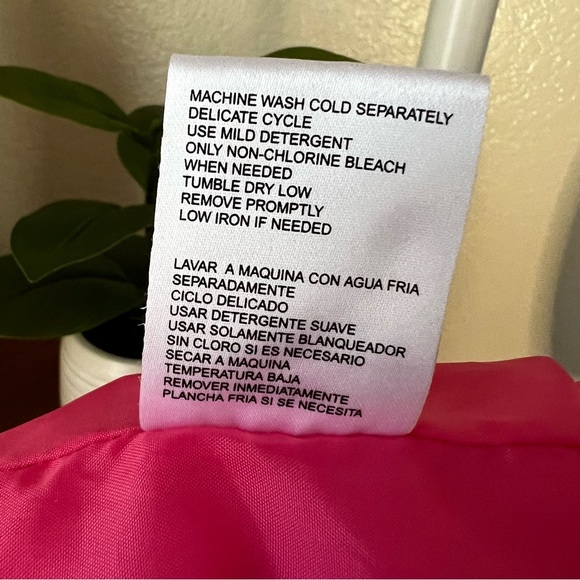 MACHINE WASH COLD SEPARATELY
DELICATE CYCLE
USE MILD DETERGENT
ONLY NON-CHLORINE BLEACH
WHEN NEEDED
TUMBLE DRY LOW
REMOVE PROMPTLY
LOW IRON IF NEEDED
LAVAR A MAQUINA CON AGUA FRIA
SEPARADAMENTE
CICLO DELICADO
USAR DETERGENTE SUAVE
USAR SOLAMENTE BLANQUEADOR
SIN CLORO SI ES NECESARIO
SECAR A MAQUINA
TEMPERATURA BAJA
REMOVER INMEDIATAMENTE
PLANCHA FRIA SI SE NECESITA